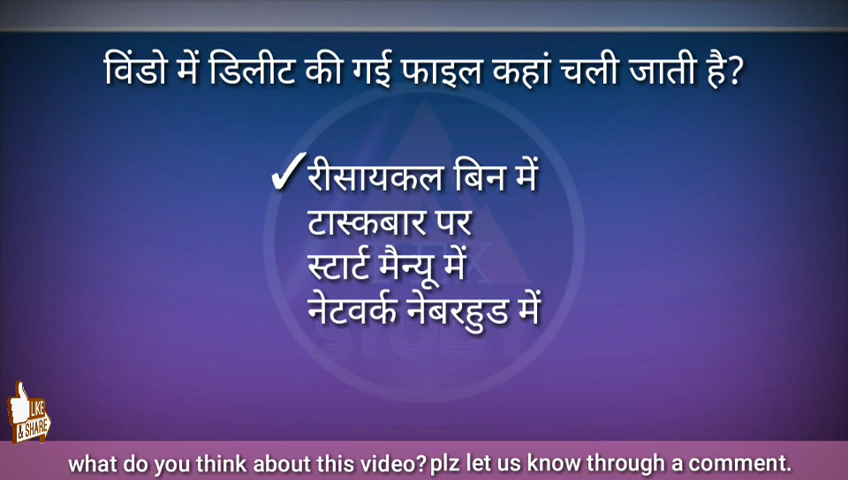 विंडो में डिलीट की गई फाइल कहां चली जाती है?
✓रीसायकल बिन में
टास्कबार पर
स्टार्ट मैन्यू में
नेटवर्क नेबरहुड में
STUDY
LIKE
& SHARE
what do you think about this video? plz let us know through a comment.